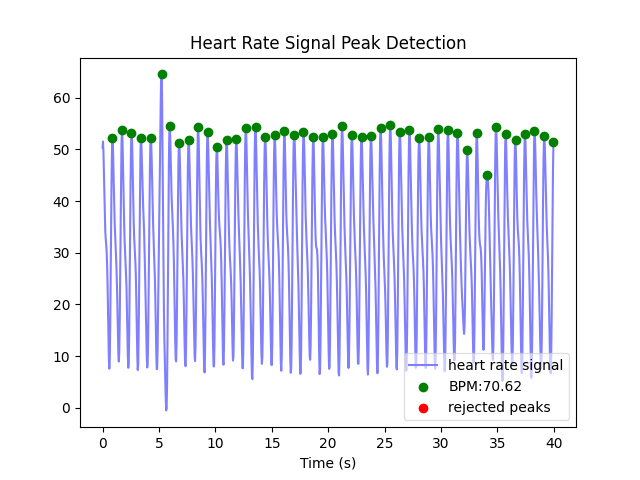 Heart Rate Signal Peak Detection
60
50
40
30
20
10
0
heart rate signal
BPM:70.62
rejected peaks
0 5 10 15 20 25 30 35 40
Time (s)